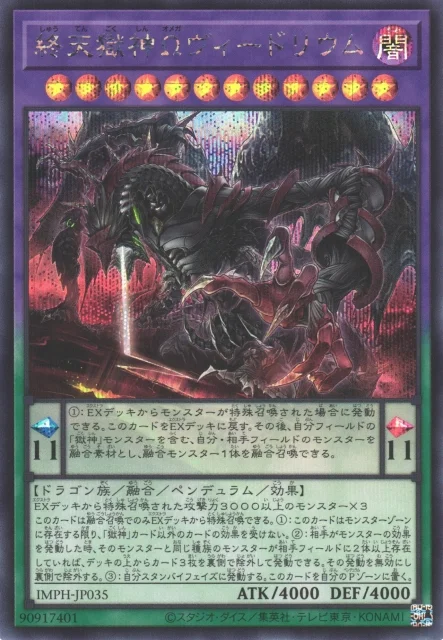 終天獄神Ωヴィードリウム
闇
①:EXデッキからモンスターが特殊召喚された場合に発動
できる。このカードをEXデッキに戻す。その後、自分フィールドの
「獄神」モンスターを含む、自分・相手フィールドのモンスターを
融合素材とし、融合モンスター1体を融合召喚できる。
11
11
【ドラゴン族/融合/ペンデュラム/効果】
EXデッキから特殊召喚された攻撃力3000以上のモンスター×3
このカードは融合召喚でのみEXデッキから特殊召喚できる。①:このカードはモンスターゾーン
に存在する限り、「獄神」カード以外のカードの効果を受けない。②:相手がモンスターの効果
を発動した時、そのモンスターと同じ種族のモンスターが相手フィールドに2体以上存在
していれば、デッキの上からカード3枚を裏側で除外して発動できる。その発動を無効にし
裏側で除外する。③:自分スタンバイフェイズに発動する。このカードを自分のPゾーンに置く。
IMPH-JP035
ATK/4000 DEF/4000
90917401
©スタジオ・ダイス/集英社・テレビ東京・KONAMI